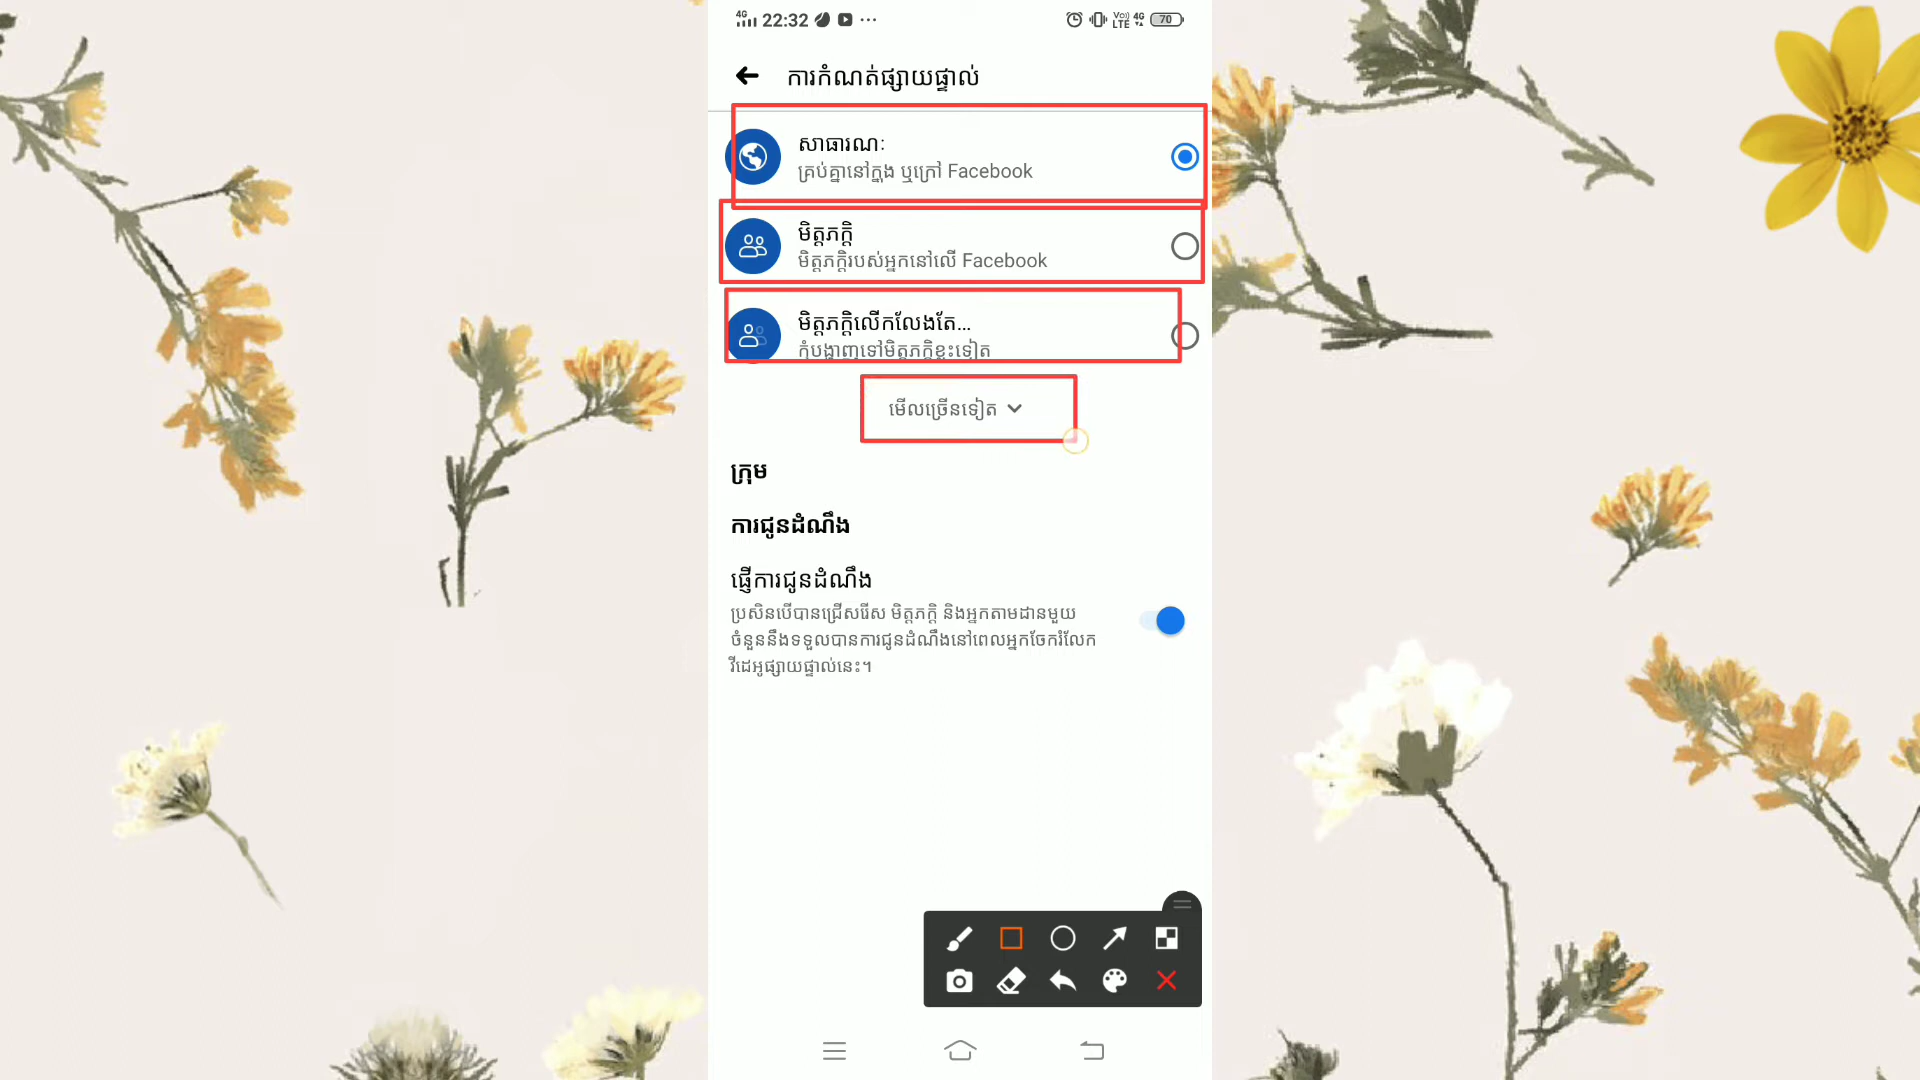 4G 22:32 ...
Vo)) LTE 4G 70
ការកំណត់ផ្សាយផ្ទាល់
សាធារណៈ
គ្រប់គ្នានៅក្នុង ឬក្រៅ Facebook
មិត្តភក្តិ
មិត្តភក្តិរបស់អ្នកនៅលើ Facebook
មិត្តភក្តិលើកលែងតែ...
កុំបង្ហាញទៅមិត្តភក្តិខ្លះទៀត
មើលច្រើនទៀត
ក្រុម
ការជូនដំណឹង
ផ្ញើការជូនដំណឹង
ប្រសិនបើបានជ្រើសរើស មិត្តភក្តិ និងអ្នកតាមដានមួយ
ចំនួននឹងទទួលបានការជូនដំណឹងនៅពេលអ្នកចែករំលែក
វីដេអូផ្សាយផ្ទាល់នេះ។